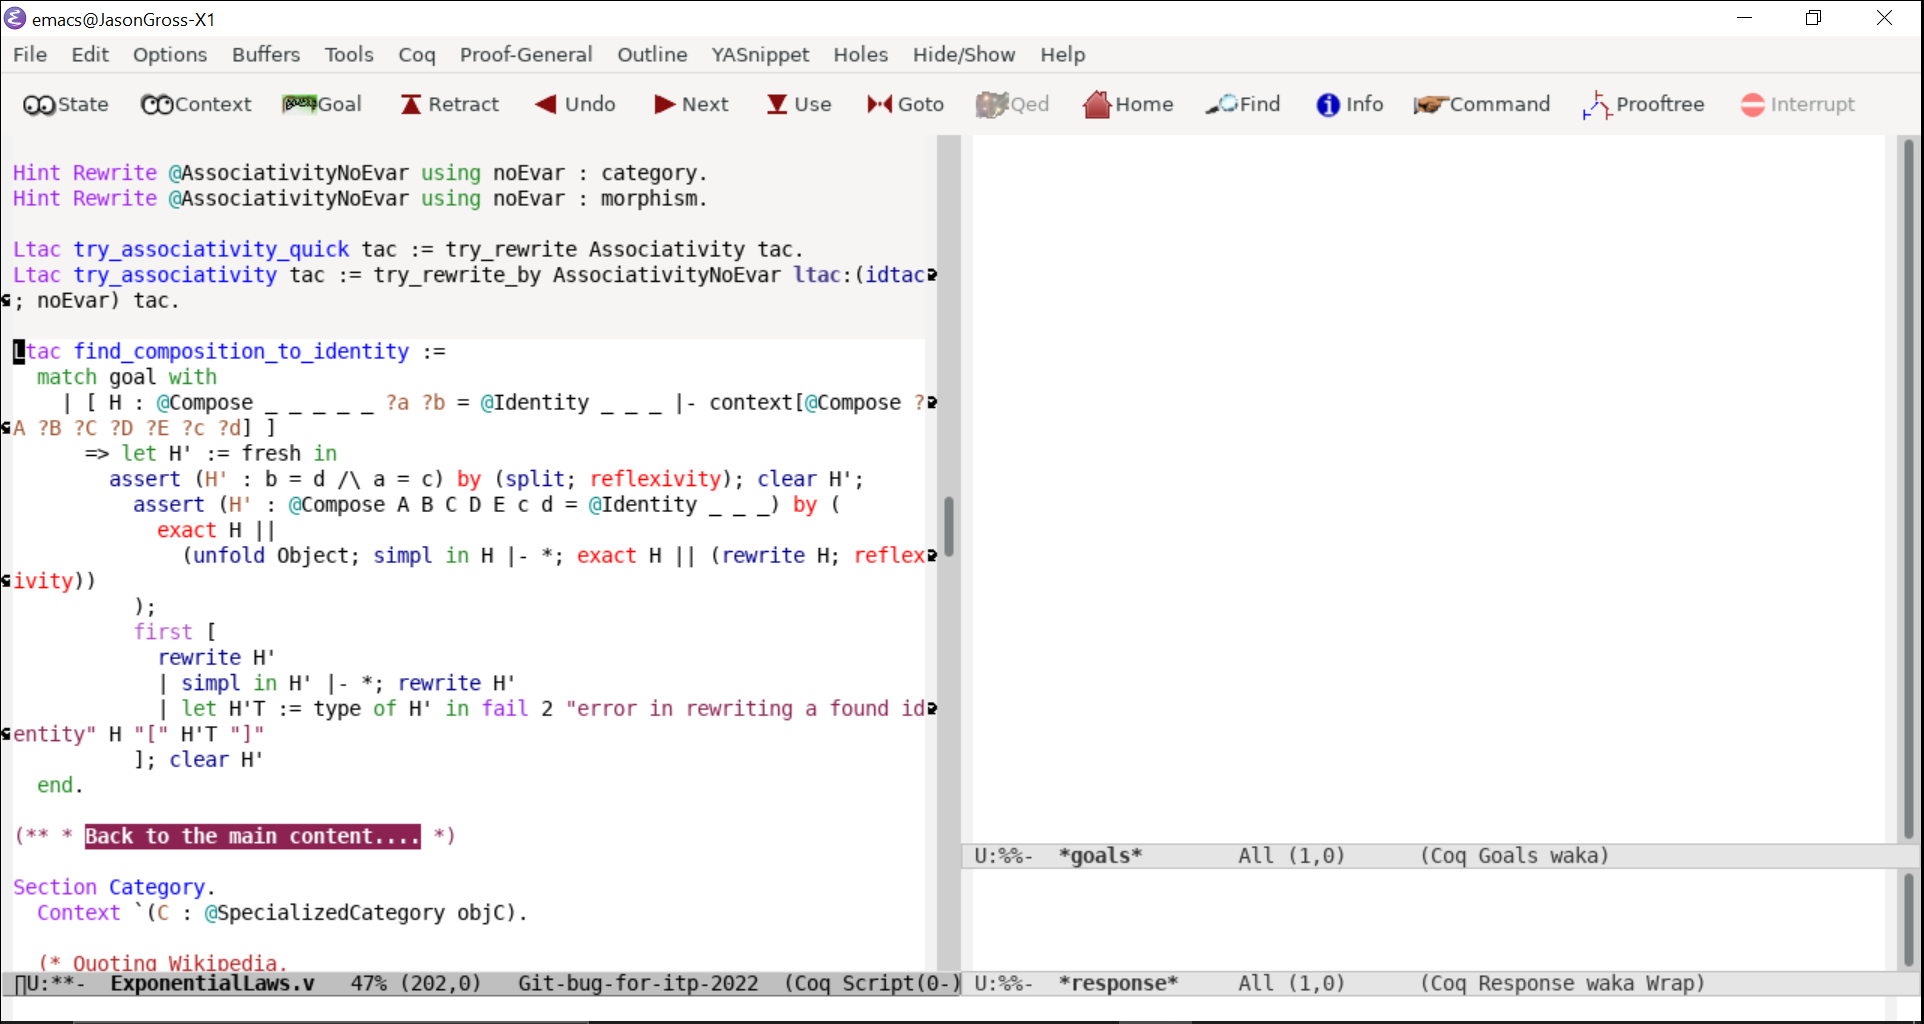 emacs@JasonGross-X1
File Edit Options Buffers Tools Coq Proof-General Outline YASnippet Holes Hide/Show Help
State Context Goal Retract Undo Next Use Goto Qed Home Find Info Command Prooftree Interrupt
Hint Rewrite @AssociativityNoEvar using noEvar : category.
Hint Rewrite @AssociativityNoEvar using noEvar : morphism.
Ltac try_associativity_quick tac := try_rewrite Associativity tac.
Ltac try_associativity tac := try_rewrite_by AssociativityNoEvar ltac:(idtac
; noEvar) tac.
Ltac find_composition_to_identity :=
  match goal with
    | [ H : @Compose _ _ _ _ _ ?a ?b = @Identity _ _ _ |- context[@Compose ?
A ?B ?C ?D ?E ?c ?d] ]
      => let H' := fresh in
        assert (H' : b = d /\ a = c) by (split; reflexivity); clear H';
          assert (H' : @Compose A B C D E c d = @Identity _ _ _) by (
            exact H ||
              (unfold Object; simpl in H |- *; exact H || (rewrite H; reflex
ivity))
          );
          first [
            rewrite H'
            | simpl in H' |- *; rewrite H'
            | let H'T := type of H' in fail 2 "error in rewriting a found id
entity" H "[" H'T "]"
          ]; clear H'
  end.
(** * Back to the main content.... *)
Section Category.
  Context `(C : @SpecializedCategory objC).
  (* Quoting Wikipedia.
U:**-  ExponentialLaws.v   47% (202,0)   Git-bug-for-itp-2022  (Coq Script(0-)
U:%%-  *goals*        All (1,0)      (Coq Goals waka)
U:%%-  *response*     All (1,0)      (Coq Response waka Wrap)